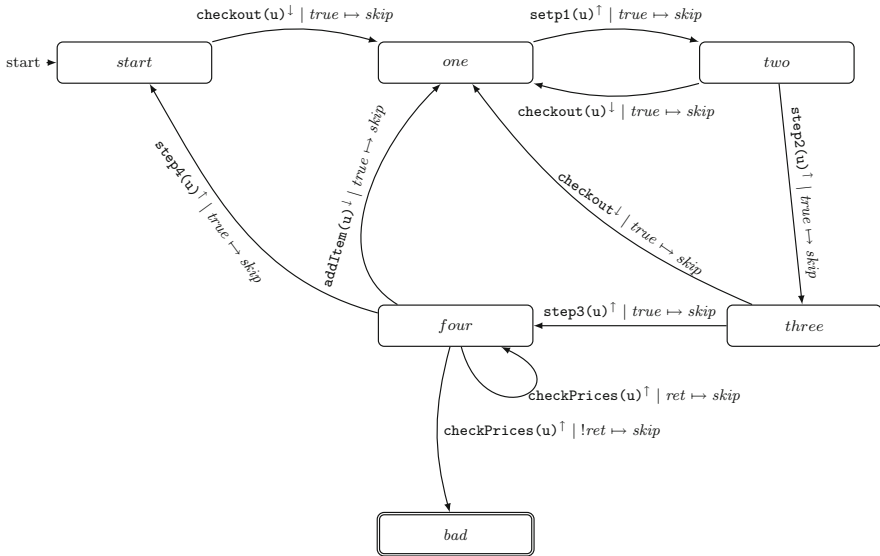 checkout(u)↓ | true ↦ skip
setp1(u)↑ | true ↦ skip
start
start
one
two
checkout(u)↓ | true ↦ skip
step2(u)↑ | true ↦ skip
step4(u)↑ | true ↦ skip
addItem(u)↓ | true ↦ skip
checkout↓ | true ↦ skip
four
step3(u)↑ | true ↦ skip
three
checkPrices(u)↑ | ret ↦ skip
checkPrices(u)↑ | !ret ↦ skip
bad